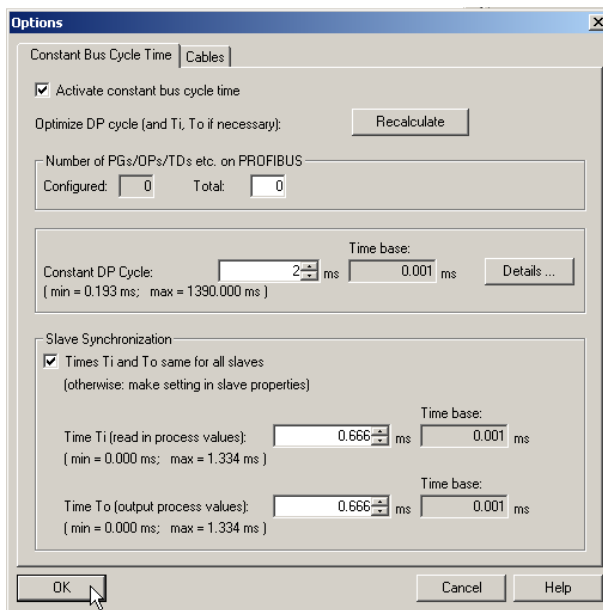 Options
Constant Bus Cycle Time Cables
Activate constant bus cycle time
Optimize DP cycle (and Ti, To if necessary): Recalculate
Number of PGs/OPs/TDs etc. on PROFIBUS
Configured: 0 Total: 0
Time base:
Constant DP Cycle: 2 ms 0.001 ms Details ...
( min = 0.193 ms; max = 1390.000 ms )
Slave Synchronization
Times Ti and To same for all slaves
(otherwise: make setting in slave properties)
Time base:
Time Ti (read in process values): 0.666 ms 0.001 ms
( min = 0.000 ms; max = 1.334 ms )
Time base:
Time To (output process values): 0.666 ms 0.001 ms
( min = 0.000 ms; max = 1.334 ms )
OK Cancel Help